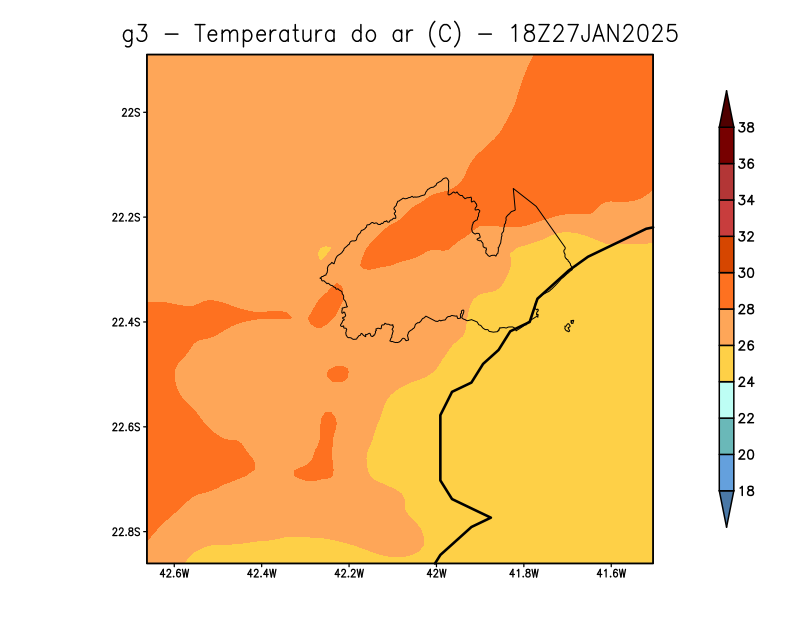 g3 − Temperatura do ar (C) − 18Z27JAN2025
22S
22.2S
22.4S
22.6S
22.8S
42.6W
42.4W
42.2W
42W
41.8W
41.6W
38
36
34
32
30
28
26
24
22
20
18